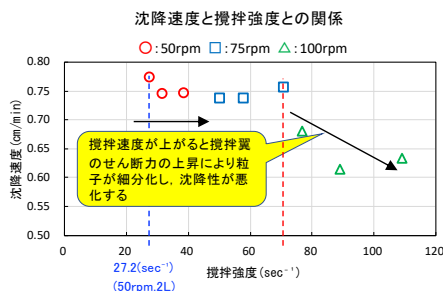 沈降速度と攪拌強度との関係
:50rpm :75rpm :100rpm
沈降速度(cm/min)
0.80
0.75
0.70
0.65
0.60
0.55
0.50
攪拌速度が上がると攪拌翼
のせん断力の上昇により粒
子が細分化し，沈降性が悪
化する
0 20 40 60 80 100 120
27.2(sec⁻¹)
(50rpm,2L)
攪拌強度(sec⁻¹)